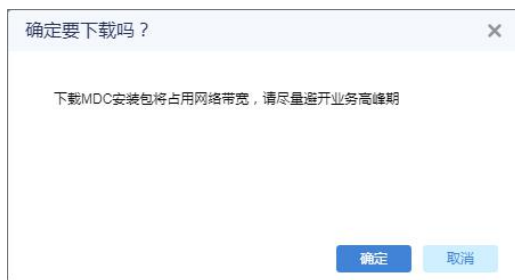 确定要下载吗？
下载MDC安装包将占用网络带宽，请尽量避开业务高峰期
确定
取消